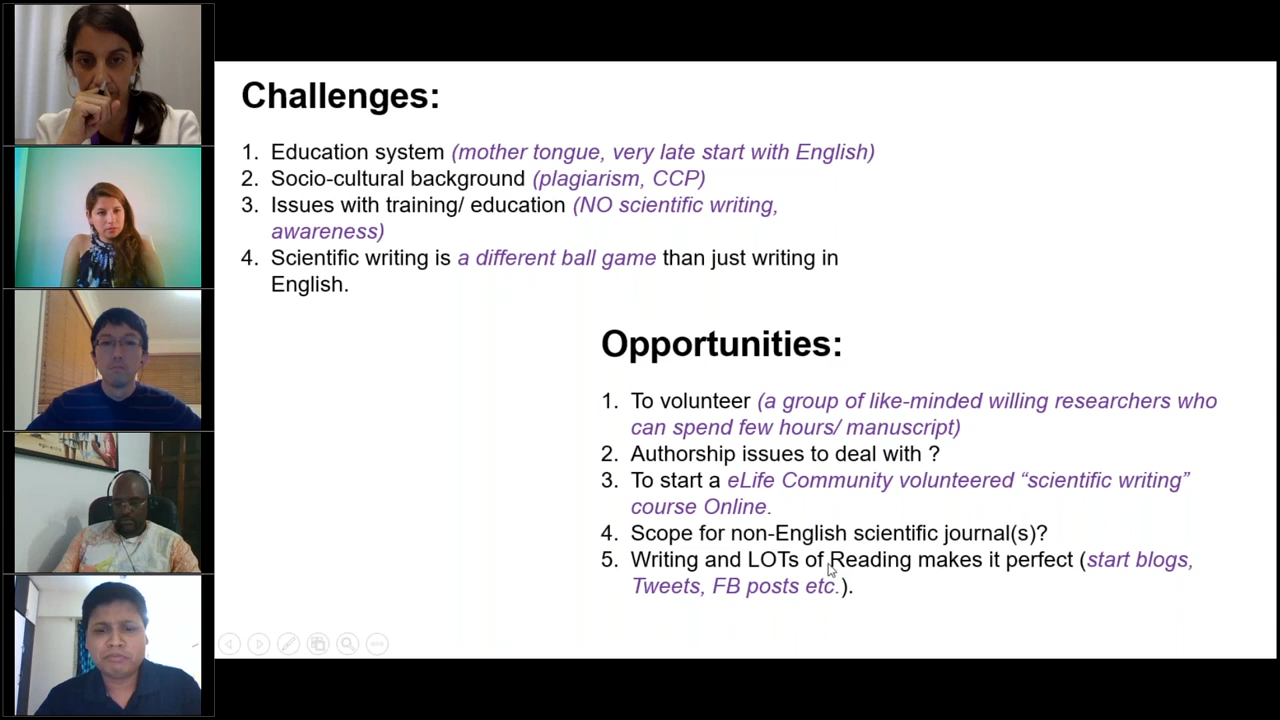 Challenges:
1. Education system (mother tongue, very late start with English)
2. Socio-cultural background (plagiarism, CCP)
3. Issues with training/ education (NO scientific writing,
awareness)
4. Scientific writing is a different ball game than just writing in
English.
Opportunities:
1. To volunteer (a group of like-minded willing researchers who
can spend few hours/ manuscript)
2. Authorship issues to deal with ?
3. To start a eLife Community volunteered “scientific writing”
course Online.
4. Scope for non-English scientific journal(s)?
5. Writing and LOTs of Reading makes it perfect (start blogs,
Tweets, FB posts etc.).